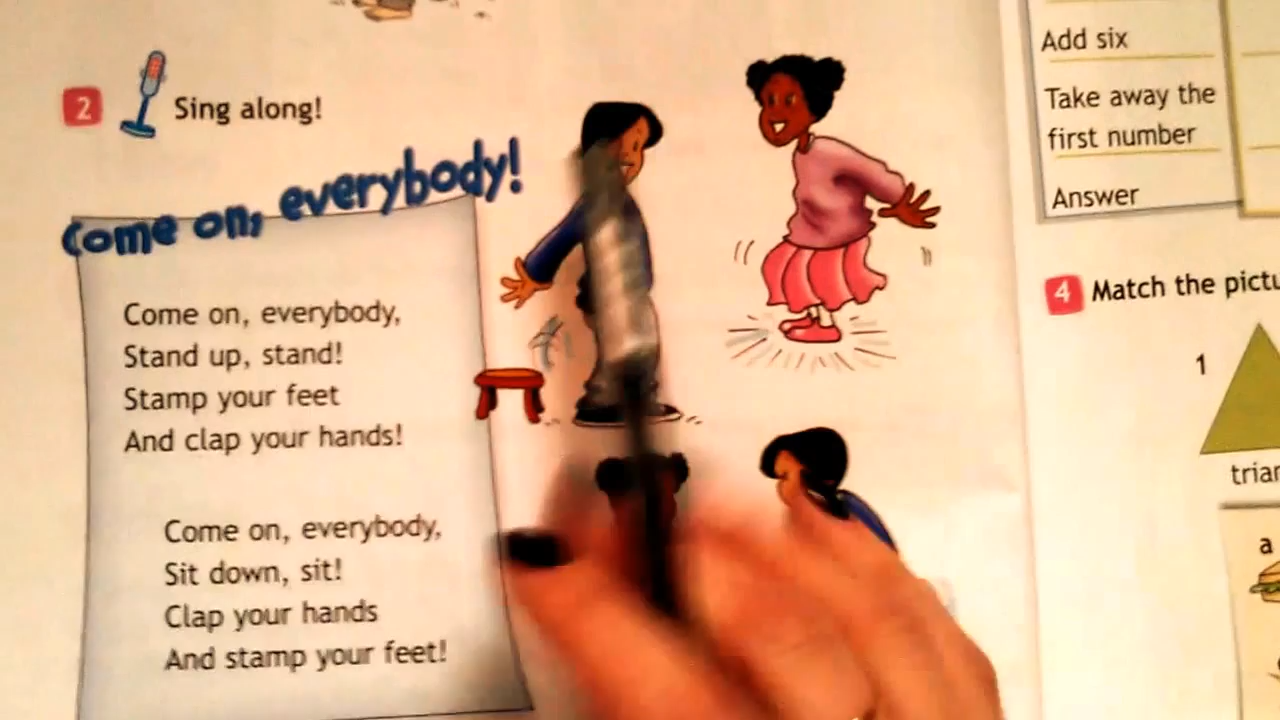 2 Sing along!
Come on, everybody!
Come on, everybody,
Stand up, stand!
Stamp your feet
And clap your hands!
Come on, everybody,
Sit down, sit!
Clap your hands
And stamp your feet!
Add six
Take away the
first number
Answer
4 Match the
1
a